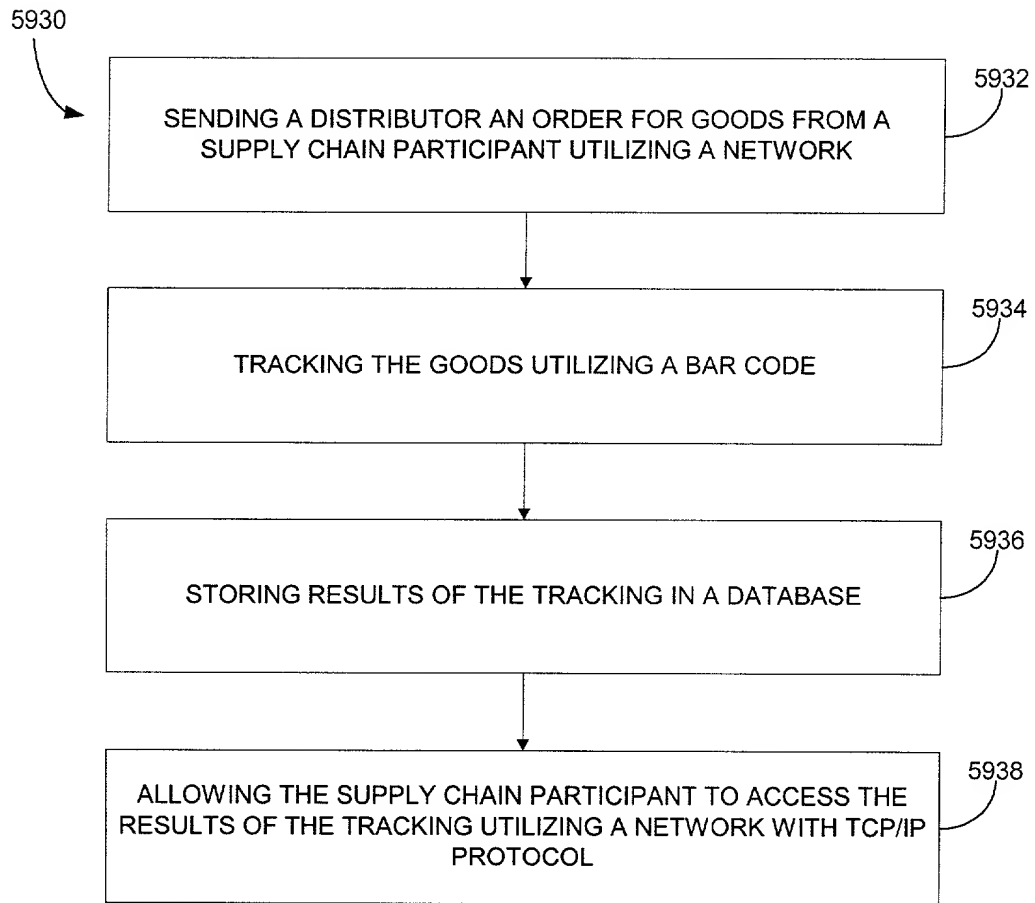 5930
5932
SENDING A DISTRIBUTOR AN ORDER FOR GOODS FROM A
SUPPLY CHAIN PARTICIPANT UTILIZING A NETWORK
5934
TRACKING THE GOODS UTILIZING A BAR CODE
5936
STORING RESULTS OF THE TRACKING IN A DATABASE
5938
ALLOWING THE SUPPLY CHAIN PARTICIPANT TO ACCESS THE
RESULTS OF THE TRACKING UTILIZING A NETWORK WITH TCP/IP
PROTOCOL